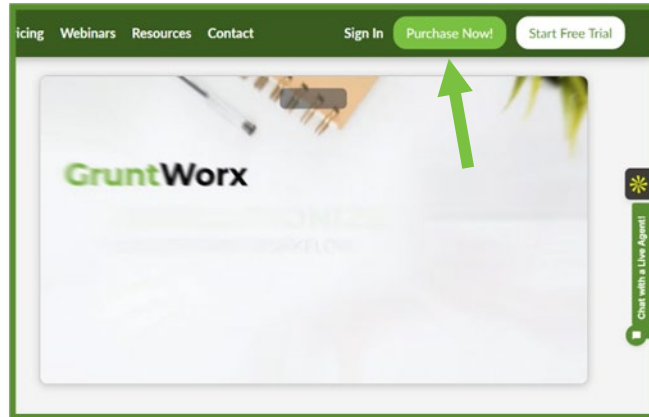 icing Webinars Resources Contact Sign In Purchase Now! Start Free Trial
GruntWorx
Chat with a Live Agent!